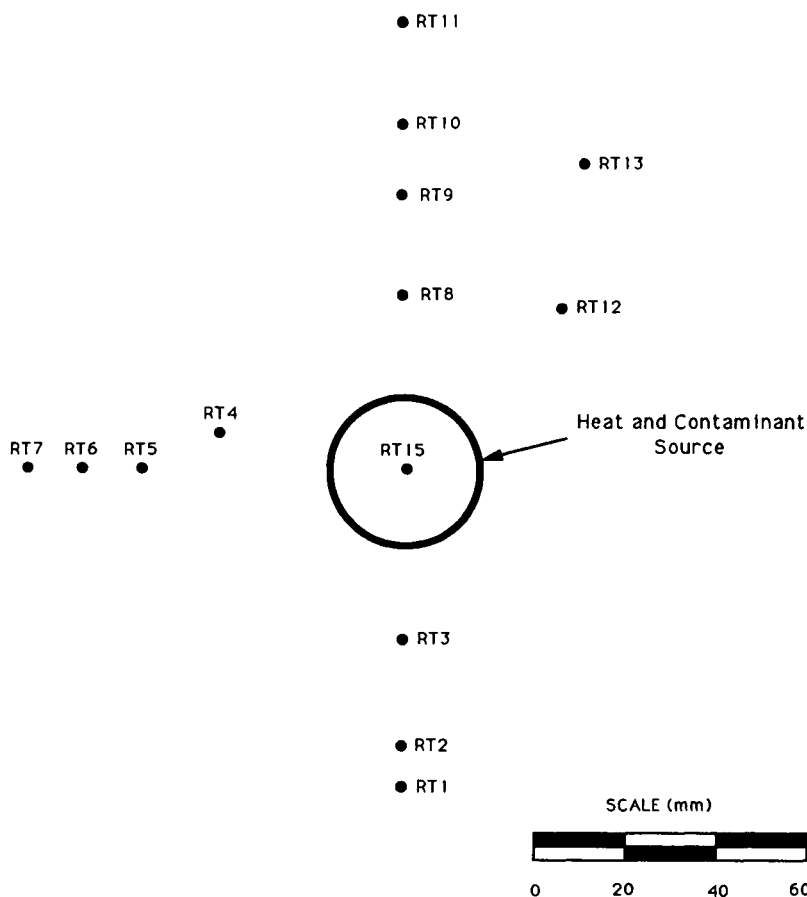 RT11
RT10
RT13
RT9
RT8
RT12
RT4
Heat and Contaminant
Source
RT7
RT6
RT5
RT15
RT3
RT2
RT1
SCALE (mm)
0 20 40 60